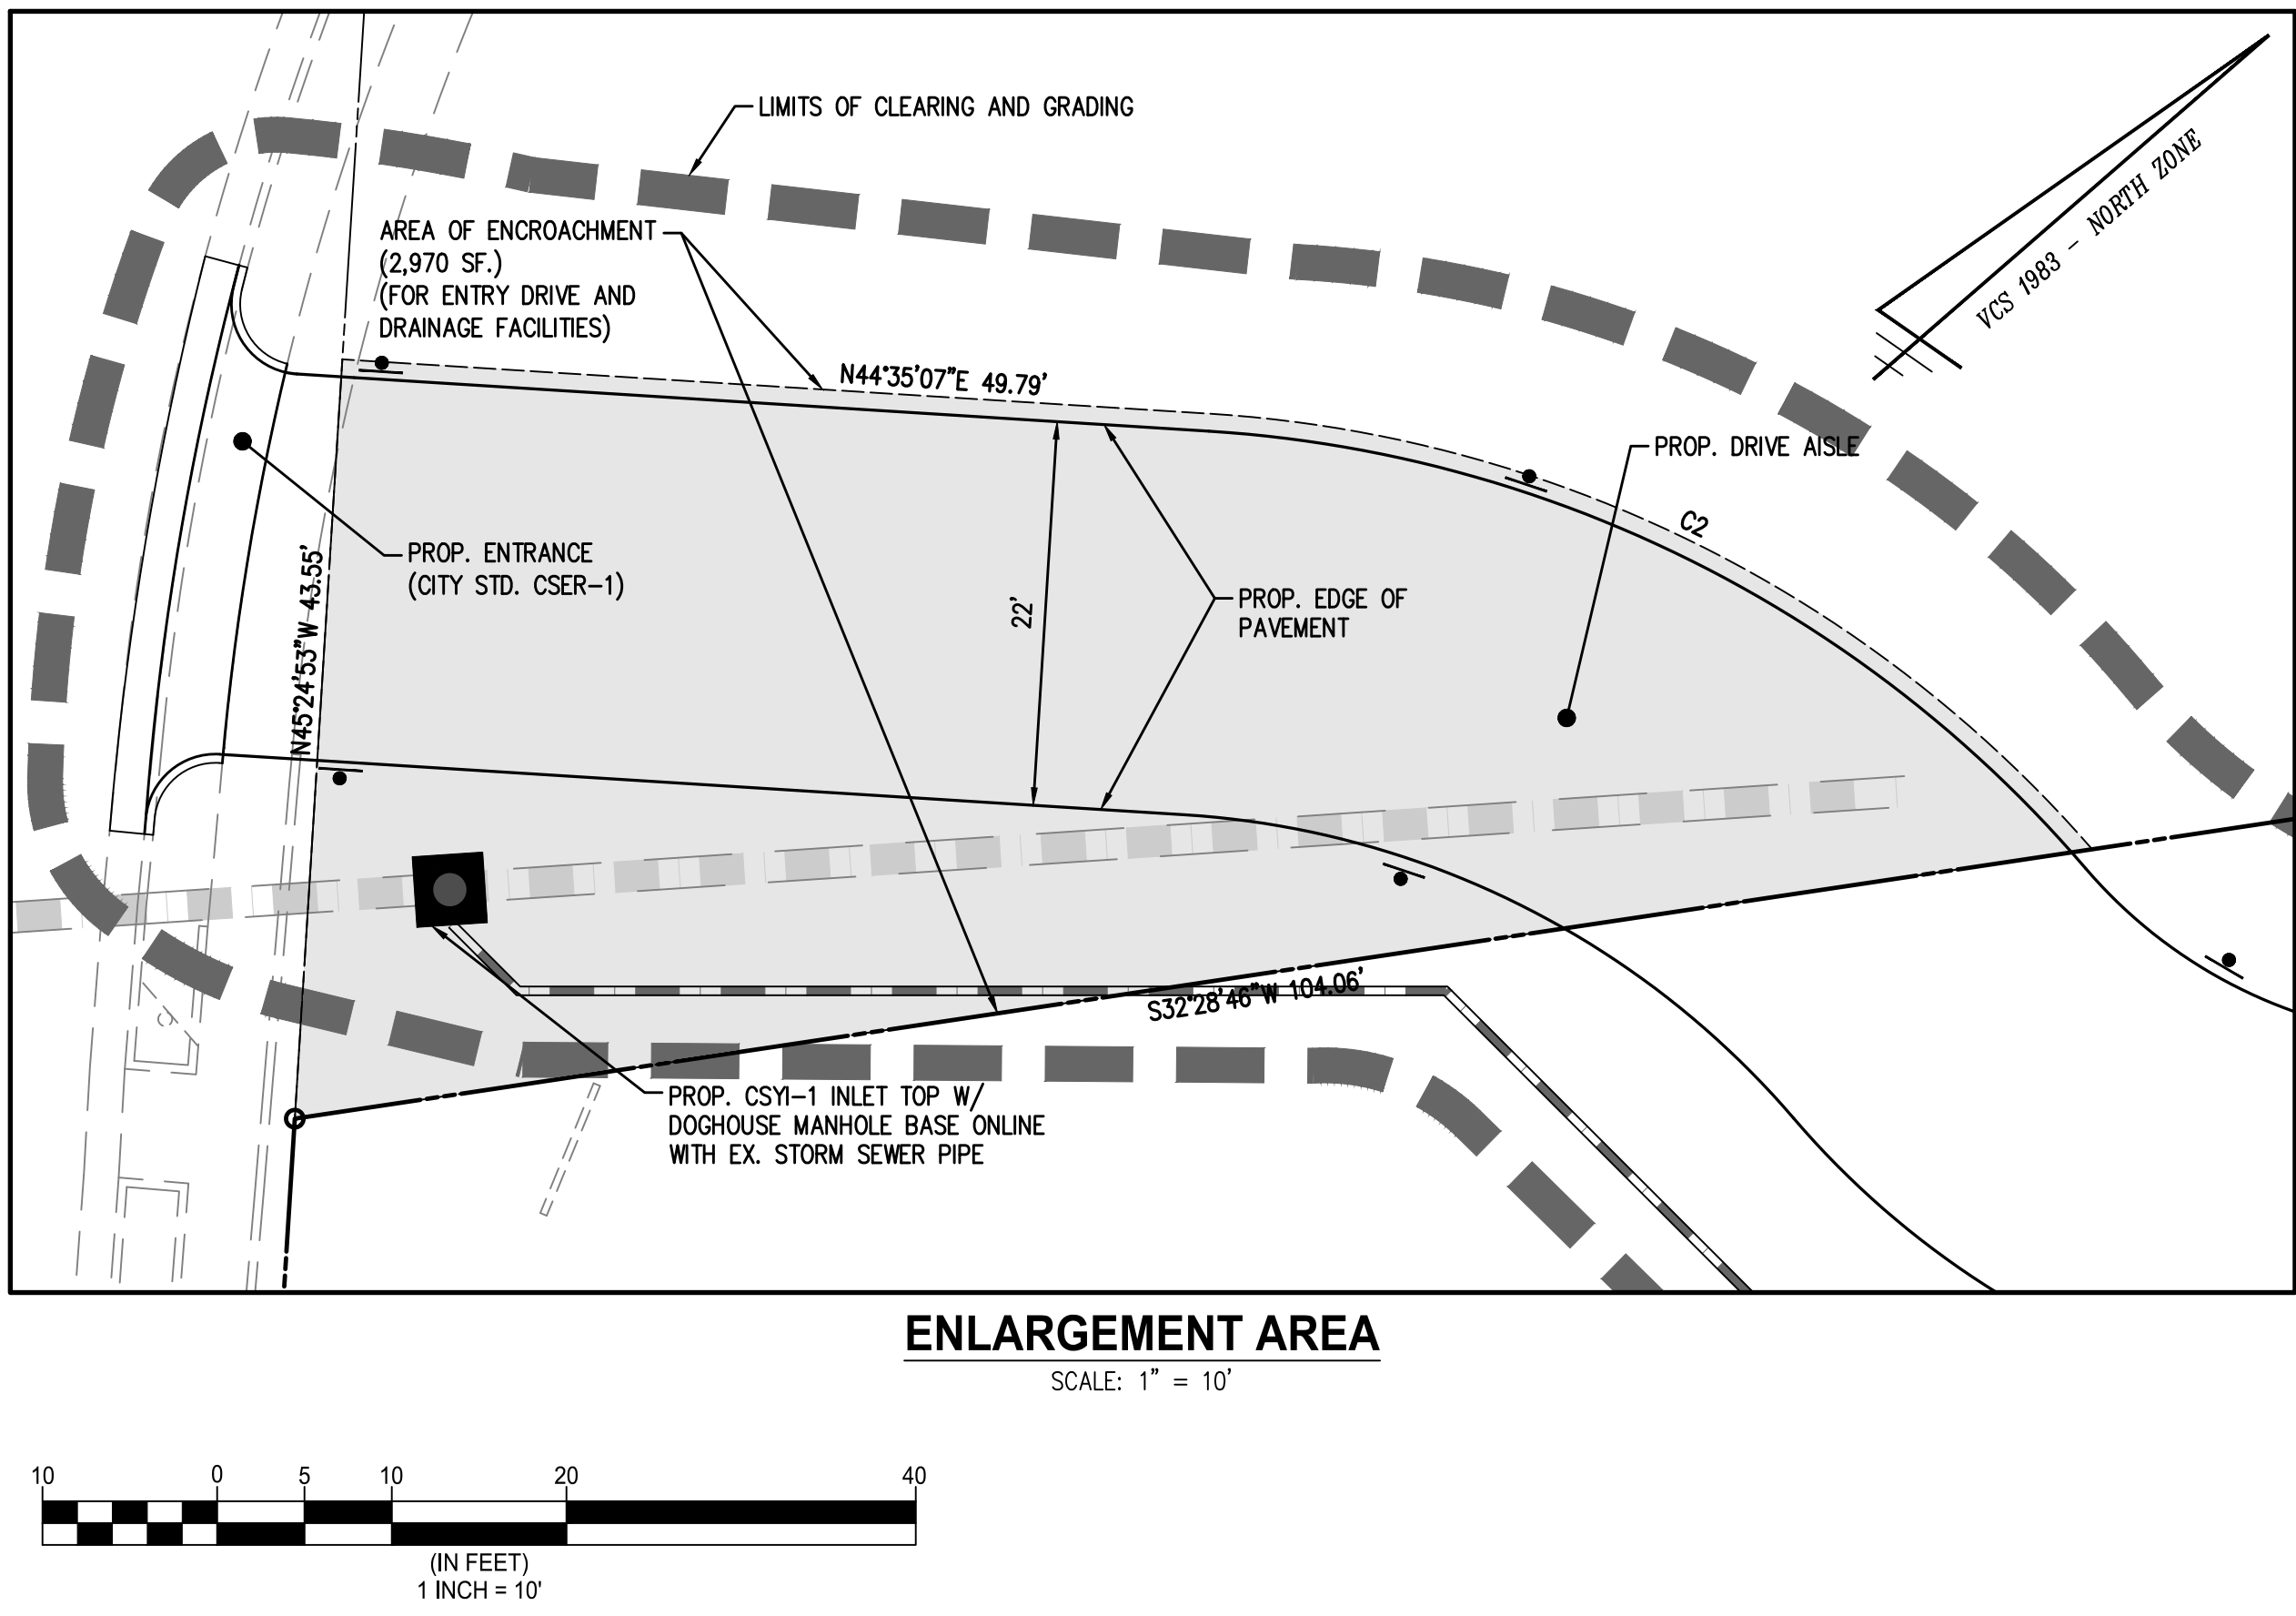 LIMITS OF CLEARING AND GRADING
VCS 1983 - NORTH ZONE
AREA OF ENCROACHMENT
(2,970 SF.)
(FOR ENTRY DRIVE AND
DRAINAGE FACILITIES)
N44°35'07"E 49.79'
PROP. DRIVE AISLE
C2
PROP. ENTRANCE
(CITY STD. CSER-1)
N45°24'53"W 43.55'
22'
PROP. EDGE OF
PAVEMENT
S32°28'46"W 104.06'
PROP. CSYI-1 INLET TOP W/
DOGHOUSE MANHOLE BASE ONLINE
WITH EX. STORM SEWER PIPE
ENLARGEMENT AREA
SCALE: 1" = 10'
10 0 5 10 20 40
(IN FEET)
1 INCH = 10'